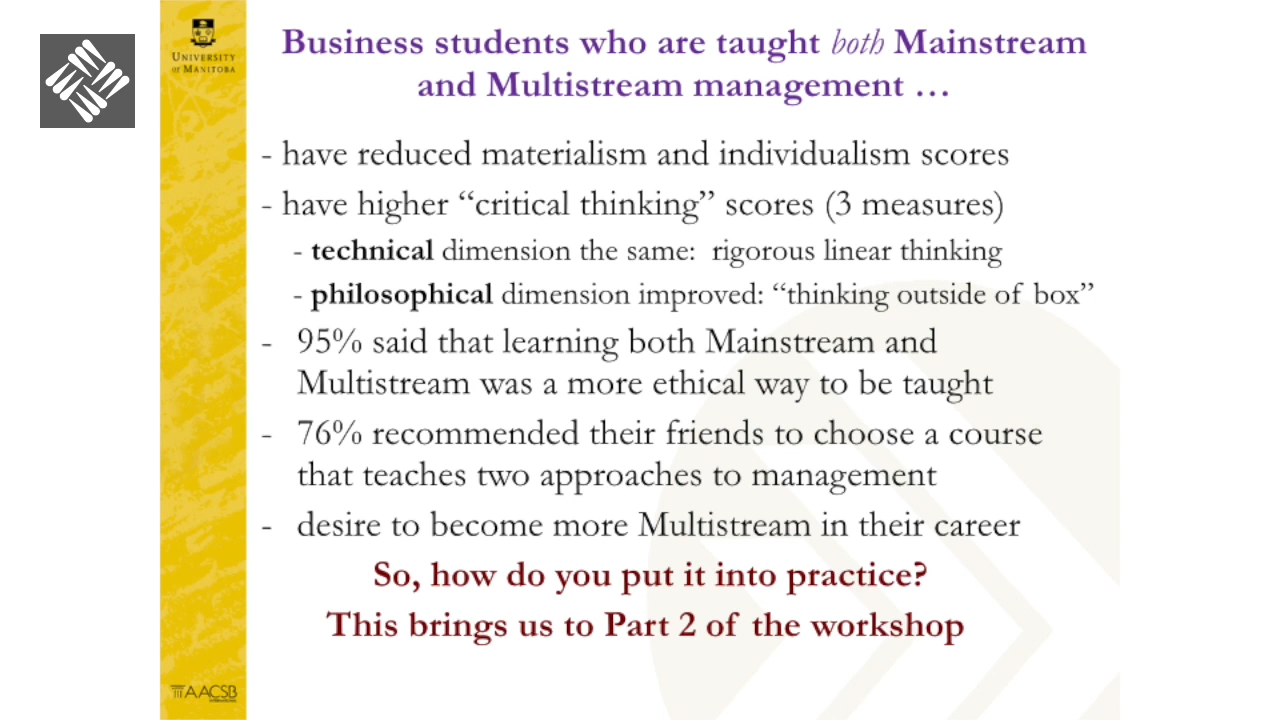 UNIVERSITY
OF MANITOBA
Business students who are taught both Mainstream
and Multistream management …
- have reduced materialism and individualism scores
- have higher “critical thinking” scores (3 measures)
- technical dimension the same: rigorous linear thinking
- philosophical dimension improved: “thinking outside of box”
- 95% said that learning both Mainstream and
Multistream was a more ethical way to be taught
- 76% recommended their friends to choose a course
that teaches two approaches to management
- desire to become more Multistream in their career
So, how do you put it into practice?
This brings us to Part 2 of the workshop
AACSB